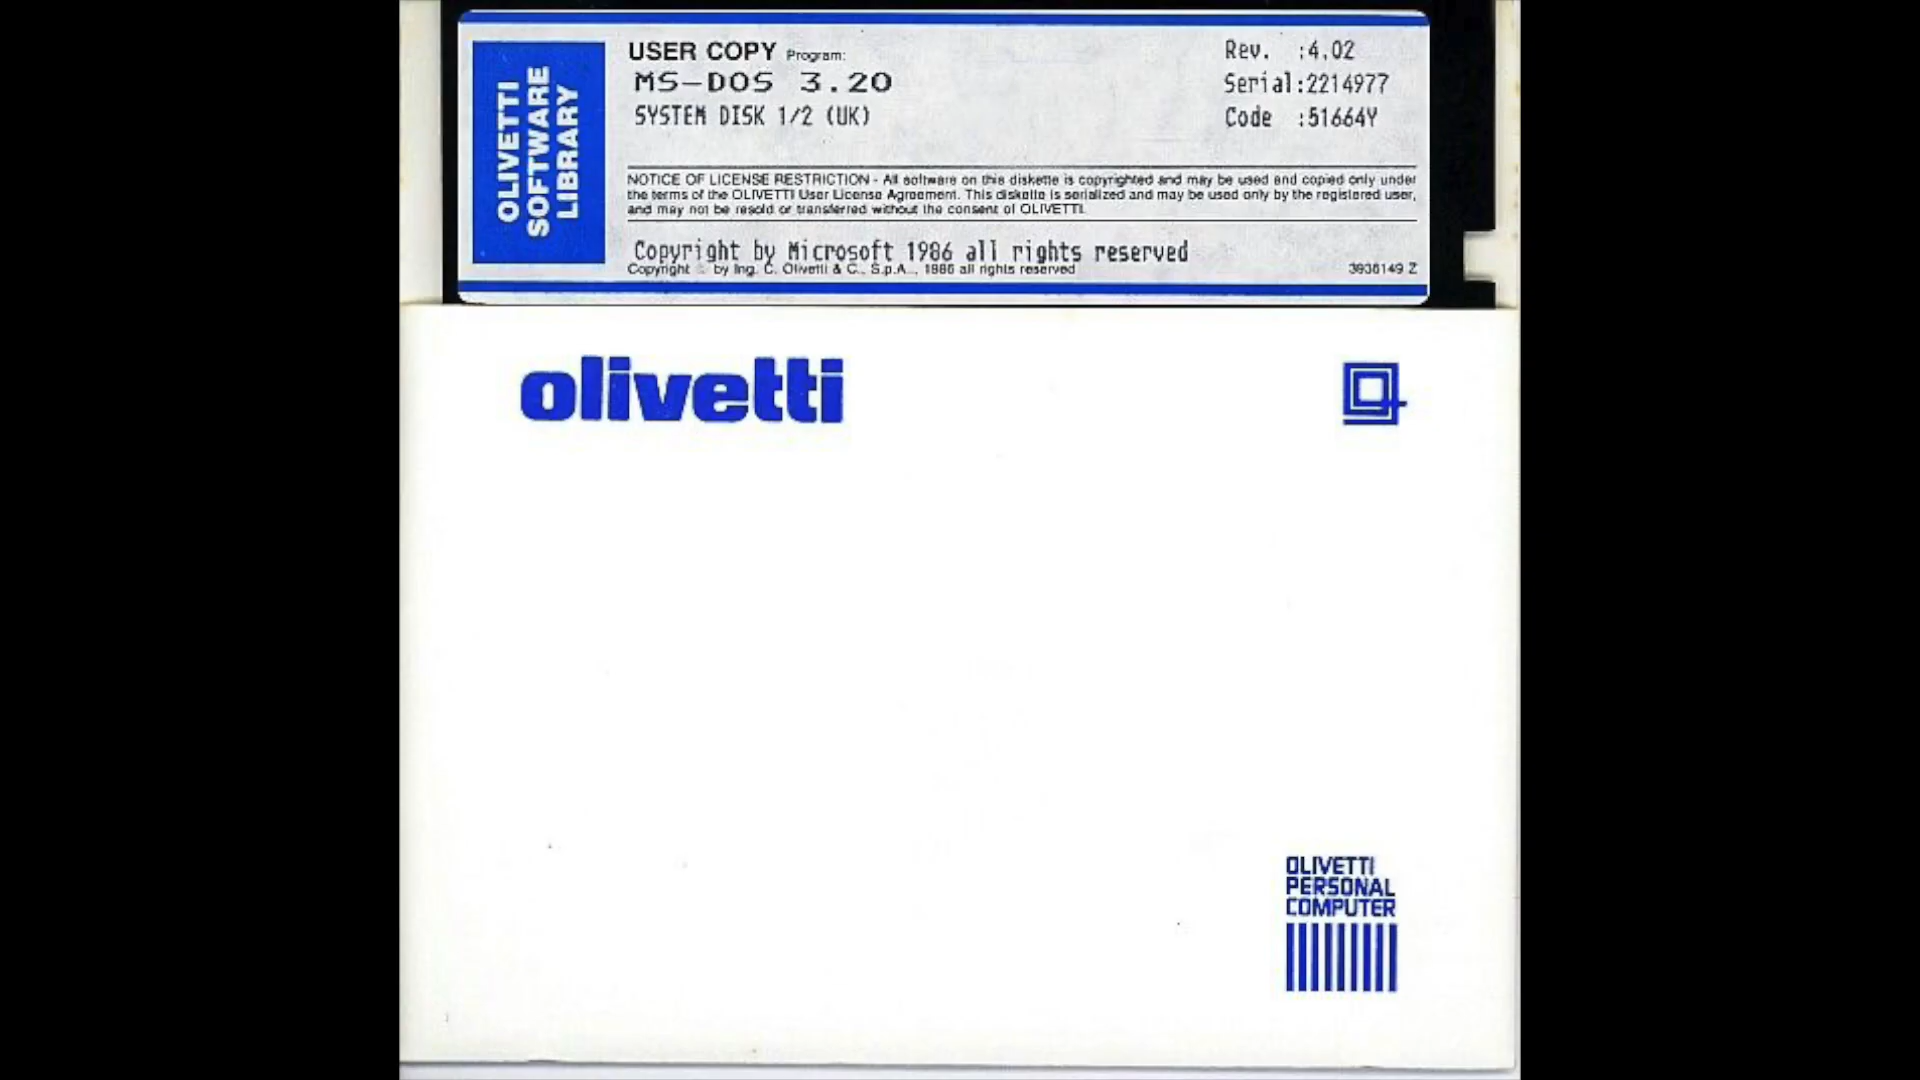 OLIVETTI
SOFTWARE
LIBRARY
USER COPY Program:
MS-DOS 3.20
SYSTEM DISK 1/2 (UK)
Rev. :4.02
Serial:2214977
Code :51664Y
NOTICE OF LICENSE RESTRICTION - All software on this diskette is copyrighted and may be used and copied only under
the terms of the OLIVETTI User License Agreement. This diskette is serialized and may be used only by the registered user,
and may not be resold or transferred without the consent of OLIVETTI.
Copyright by Microsoft 1986 all rights reserved
Copyright © by Ing. C. Olivetti & C., S.p.A., 1986 all rights reserved
3936149 Z
olivetti
OLIVETTI
PERSONAL
COMPUTER